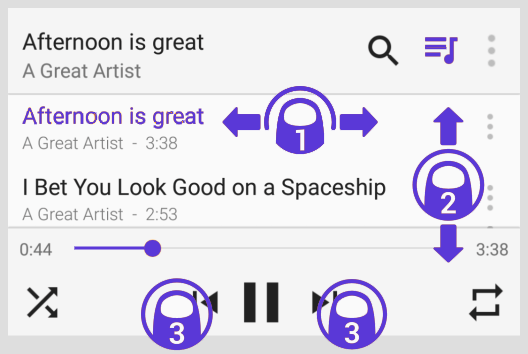 Afternoon is great
A Great Artist
Afternoon is great
A Great Artist - 3:38
1
I Bet You Look Good on a Spaceship
A Great Artist - 2:53
2
0:44
3:38
3
3